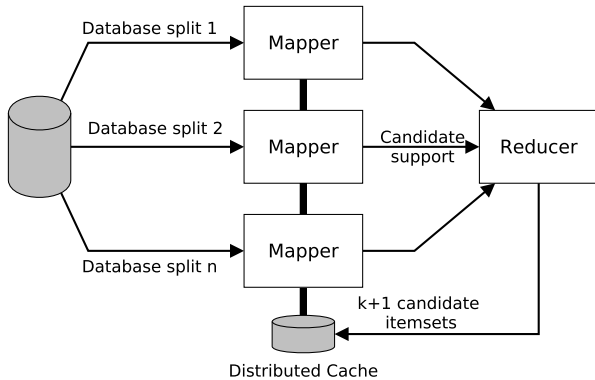 Database split 1
Mapper
Database split 2
Mapper
Candidate
support
Reducer
Mapper
Database split n
k+1 candidate
itemsets
Distributed Cache